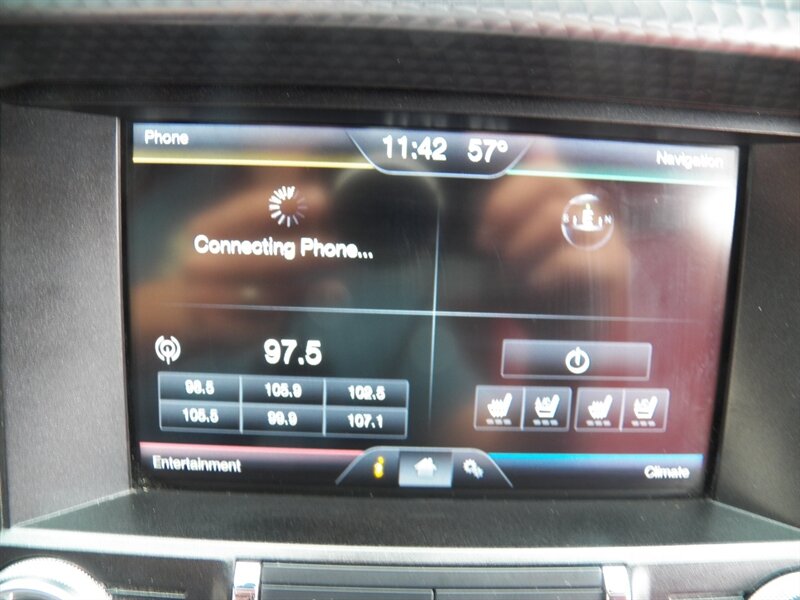 Phone
11:42 57°
Navigation
Connecting Phone...
97.5
98.5 105.9 102.5
105.5 99.9 107.1
Entertainment
Climate